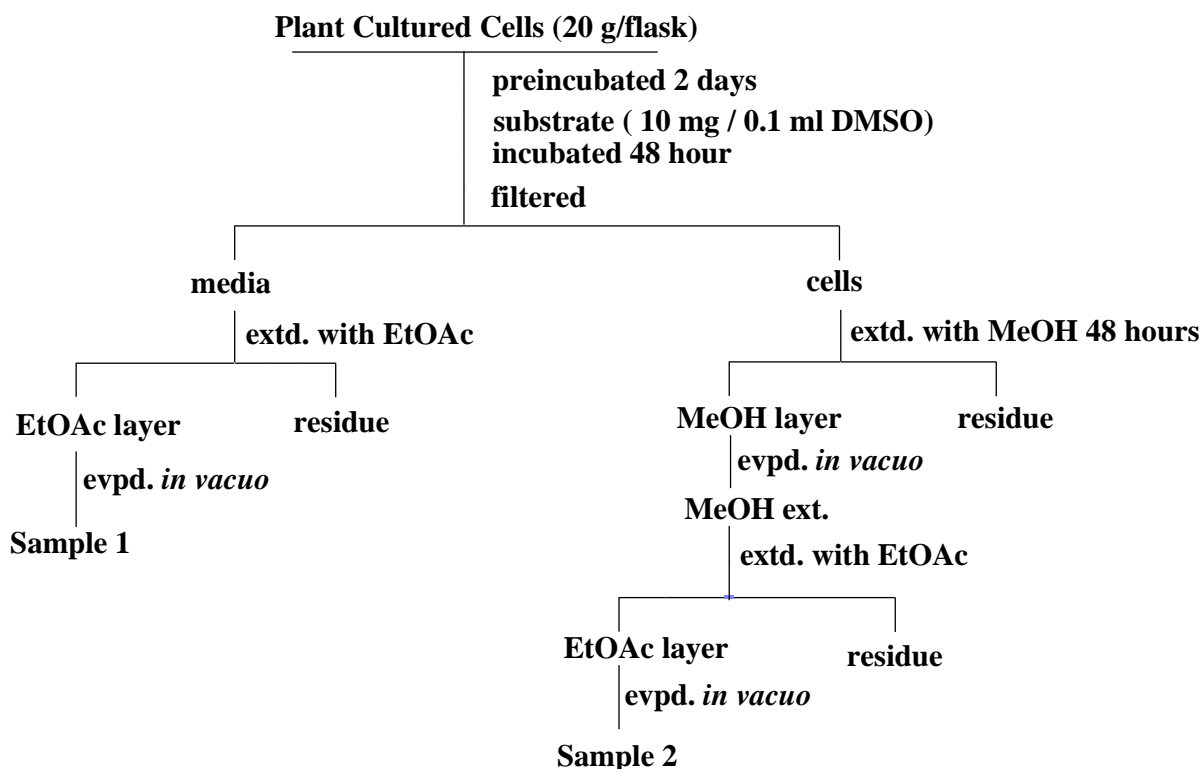 Plant Cultured Cells (20 g/flask)
preincubated 2 days
substrate ( 10 mg / 0.1 ml DMSO)
incubated 48 hour
filtered
media
cells
extd. with EtOAc
extd. with MeOH 48 hours
EtOAc layer
residue
MeOH layer
residue
evpd. in vacuo
evpd. in vacuo
MeOH ext.
Sample 1
extd. with EtOAc
EtOAc layer
residue
evpd. in vacuo
Sample 2